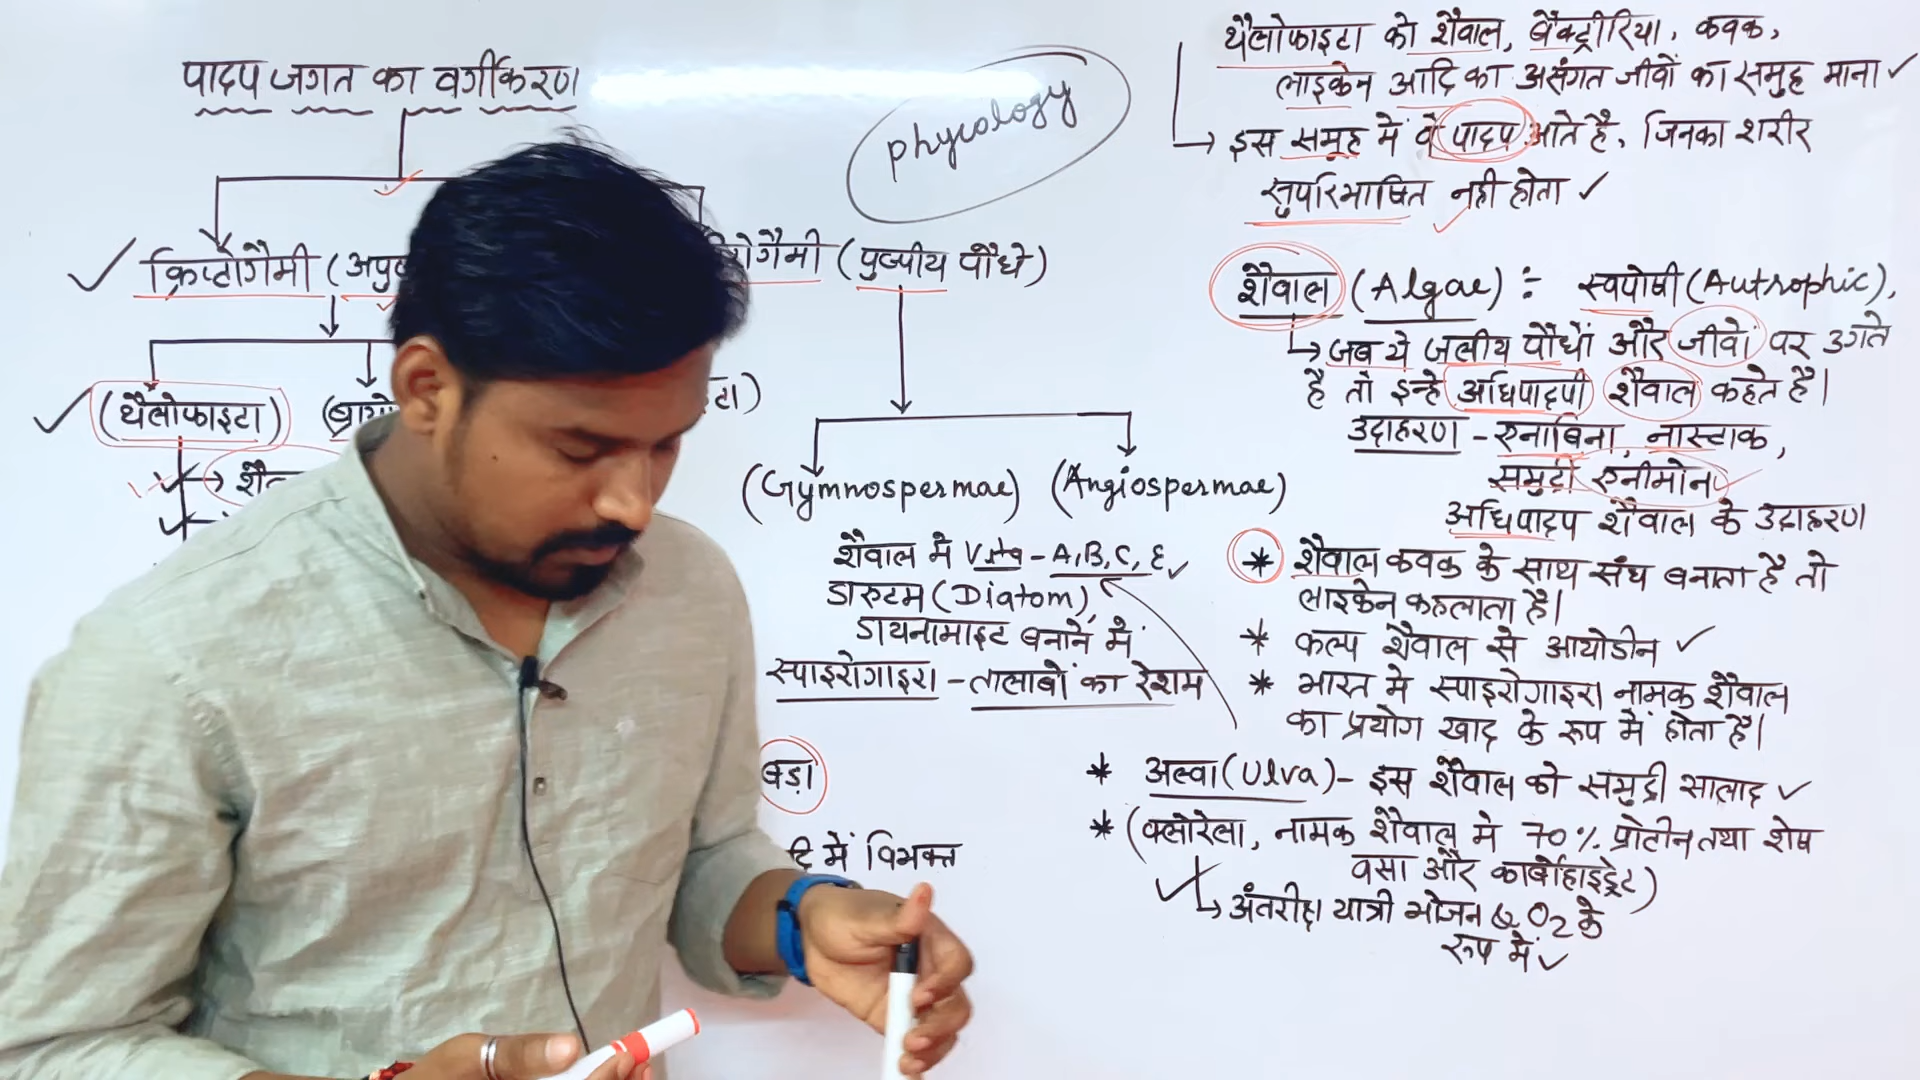 पादप जगत का वर्गीकरण
phycology
क्रिप्टोगैमी (अपु
ोगैमी (पुष्पीय पौधे)
(थैलोफाइटा) (ब्रायो
टा)
→ शैव
(Gymnospermae) (Angiospermae)
शैवाल में Vita - A,B,C, E
डाएटम (Diatom),
डायनामाइट बनाने में
स्पाइरोगाइरा - तालाबों का रेशम
बड़ा
दि में विभक्त
थैलोफाइटा को शैवाल, बैक्ट्रीरिया, कवक,
लाइकेन आदि का असंगत जीवों का समुह माना
→ इस समुह में वे पादप आते है, जिनका शरीर
सुपरिभाषित नही होता
शैवाल (Algae) :- स्वपोषी (Autrophic),
→ जब ये जलीय पौधों और जीवों पर उगते
है तो इन्हे अधिपादपी शैवाल कहते है।
उदाहरण - एनाबिना, नास्टाक,
समुद्री एनीमोन
अधिपादप शैवाल के उदाहरण
* शैवाल कवक के साथ संघ बनाता है तो
लाइकेन कहलाता है।
* कल्प शैवाल से आयोडीन
* भारत मे स्पाइरोगाइरा नामक शैवाल
का प्रयोग खाद के रूप में होता है।
* अल्वा (Ulva) - इस शैवाल को समुद्री सालाद
* (क्लोरेला, नामक शैवाल मे 70% प्रोटीन तथा शेष
वसा और कार्बोहाइड्रेट)
→ अंतरीक्ष यात्री भोजन & O2 के
रूप में